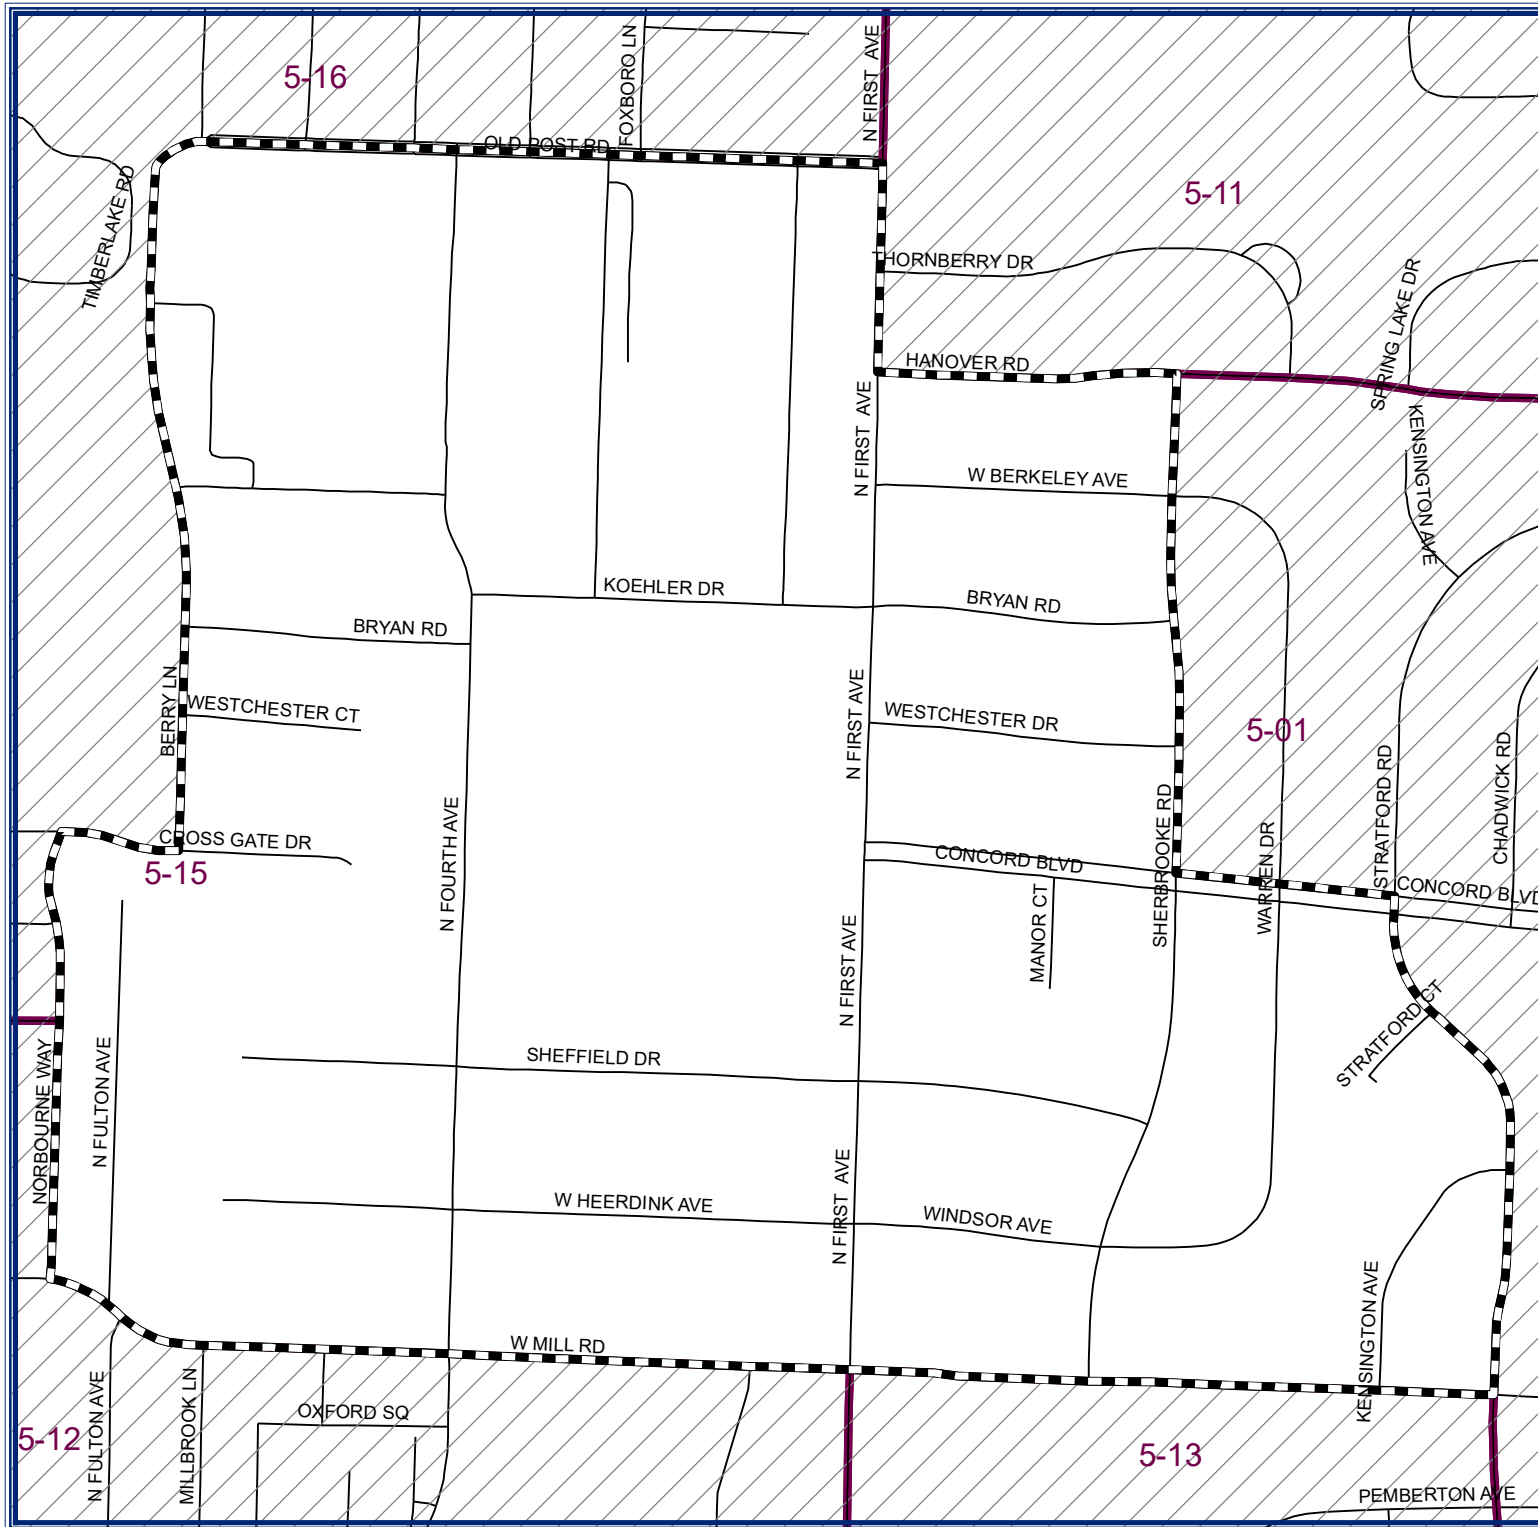 FOXBORO LN
N FIRST  AVE
5-16
OLD POST RD
TIMBERLAKE RD
5-11
THORNBERRY DR
SPRING LAKE DR
HANOVER RD
N FIRST  AVE
KENSINGTON AVE
W BERKELEY AVE
KOEHLER DR
BRYAN RD
BRYAN RD
BERRY LN
WESTCHESTER CT
N FIRST AVE
WESTCHESTER DR
5-01
STRATFORD RD
CHADWICK RD
N FOURTH AVE
SHERBROOKE RD
WARREN DR
CROSS GATE DR
5-15
CONCORD BLVD
CONCORD BLVD
MANOR CT
N FIRST AVE
STRATFORD CT
NORBOURNE WAY
N FULTON AVE
SHEFFIELD DR
N FIRST  AVE
W HEERDINK AVE
WINDSOR AVE
KENSINGTON AVE
W MILL RD
N FULTON AVE
MILLBROOK LN
OXFORD SQ
5-12
5-13
PEMBERTON AVE